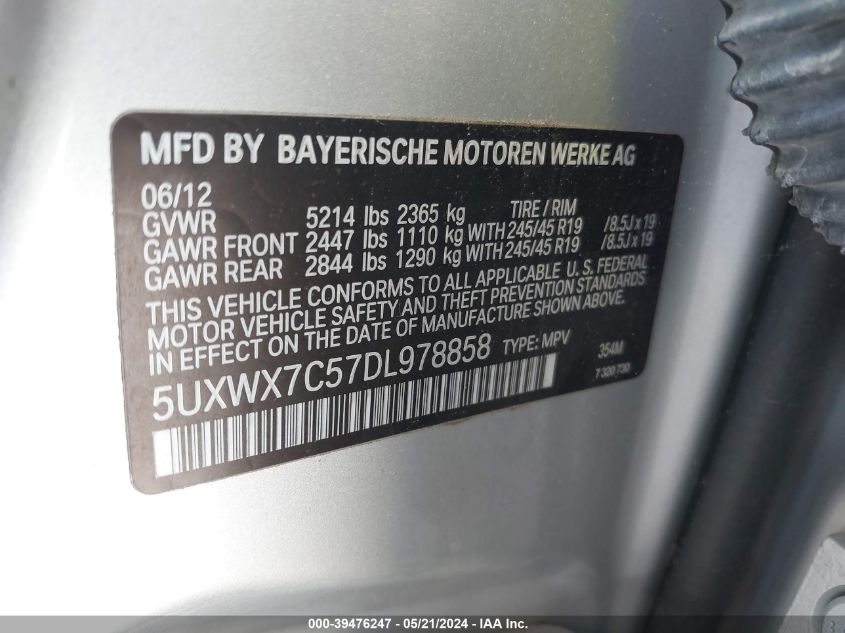 MFD BY BAYERISCHE MOTOREN WERKE AG
06/12 TIRE / RIM
GVWR 5214 lbs 2365 kg
GAWR FRONT 2447 lbs 1110 kg WITH 245/45 R19 /8.5J x 19
GAWR REAR 2844 lbs 1290 kg WITH 245/45 R19 /8.5J x 19
THIS VEHICLE CONFORMS TO ALL APPLICABLE U.S. FEDERAL
MOTOR VEHICLE SAFETY AND THEFT PREVENTION STANDARDS
IN EFFECT ON THE DATE OF MANUFACTURE SHOWN ABOVE.
5UXWX7C57DL978858 TYPE: MPV 354M
7 320 730
000-39476247 / 05/21/2024 - IAA Inc.